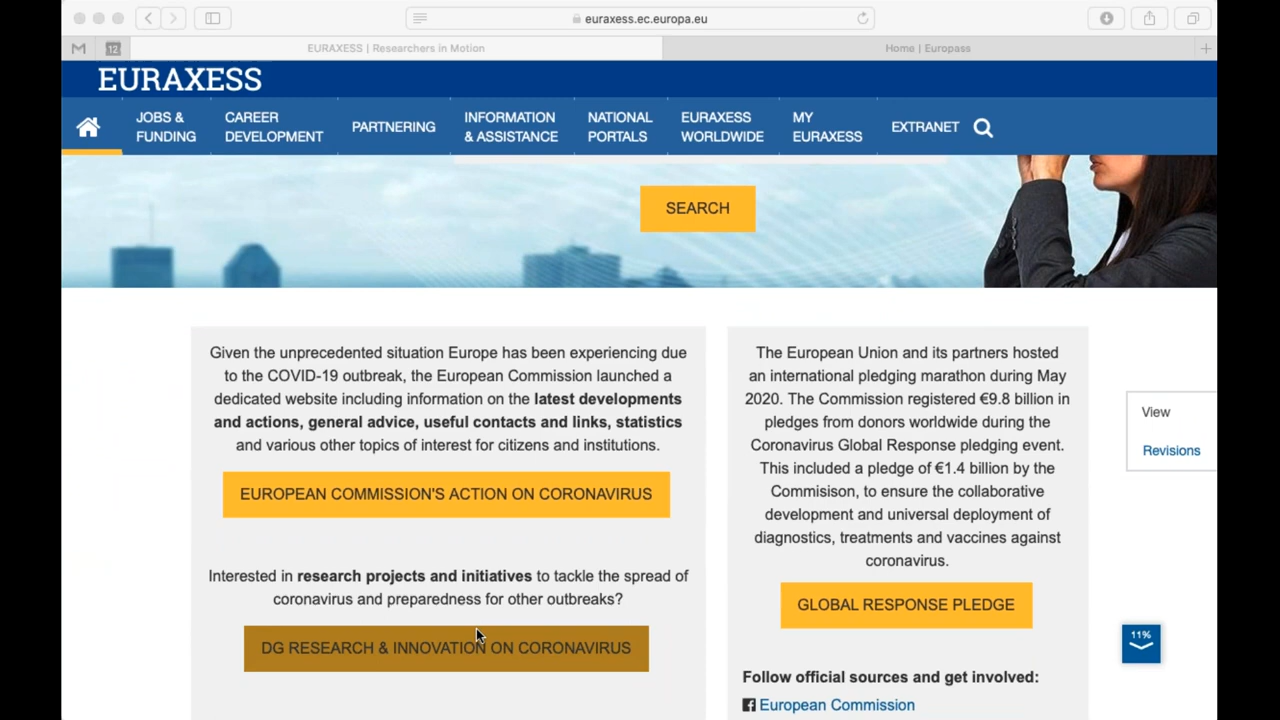 euraxess.ec.europa.eu
12
EURAXESS | Researchers in Motion
Home | Europass
EURAXESS
JOBS &
FUNDING
CAREER
DEVELOPMENT
PARTNERING
INFORMATION
& ASSISTANCE
NATIONAL
PORTALS
EURAXESS
WORLDWIDE
MY
EURAXESS
EXTRANET
SEARCH
Given the unprecedented situation Europe has been experiencing due
to the COVID-19 outbreak, the European Commission launched a
dedicated website including information on the latest developments
and actions, general advice, useful contacts and links, statistics
and various other topics of interest for citizens and institutions.
EUROPEAN COMMISSION'S ACTION ON CORONAVIRUS
Interested in research projects and initiatives to tackle the spread of
coronavirus and preparedness for other outbreaks?
DG RESEARCH & INNOVATION ON CORONAVIRUS
The European Union and its partners hosted
an international pledging marathon during May
2020. The Commission registered €9.8 billion in
pledges from donors worldwide during the
Coronavirus Global Response pledging event.
This included a pledge of €1.4 billion by the
Commisison, to ensure the collaborative
development and universal deployment of
diagnostics, treatments and vaccines against
coronavirus.
GLOBAL RESPONSE PLEDGE
Follow official sources and get involved:
European Commission
View
Revisions
11%